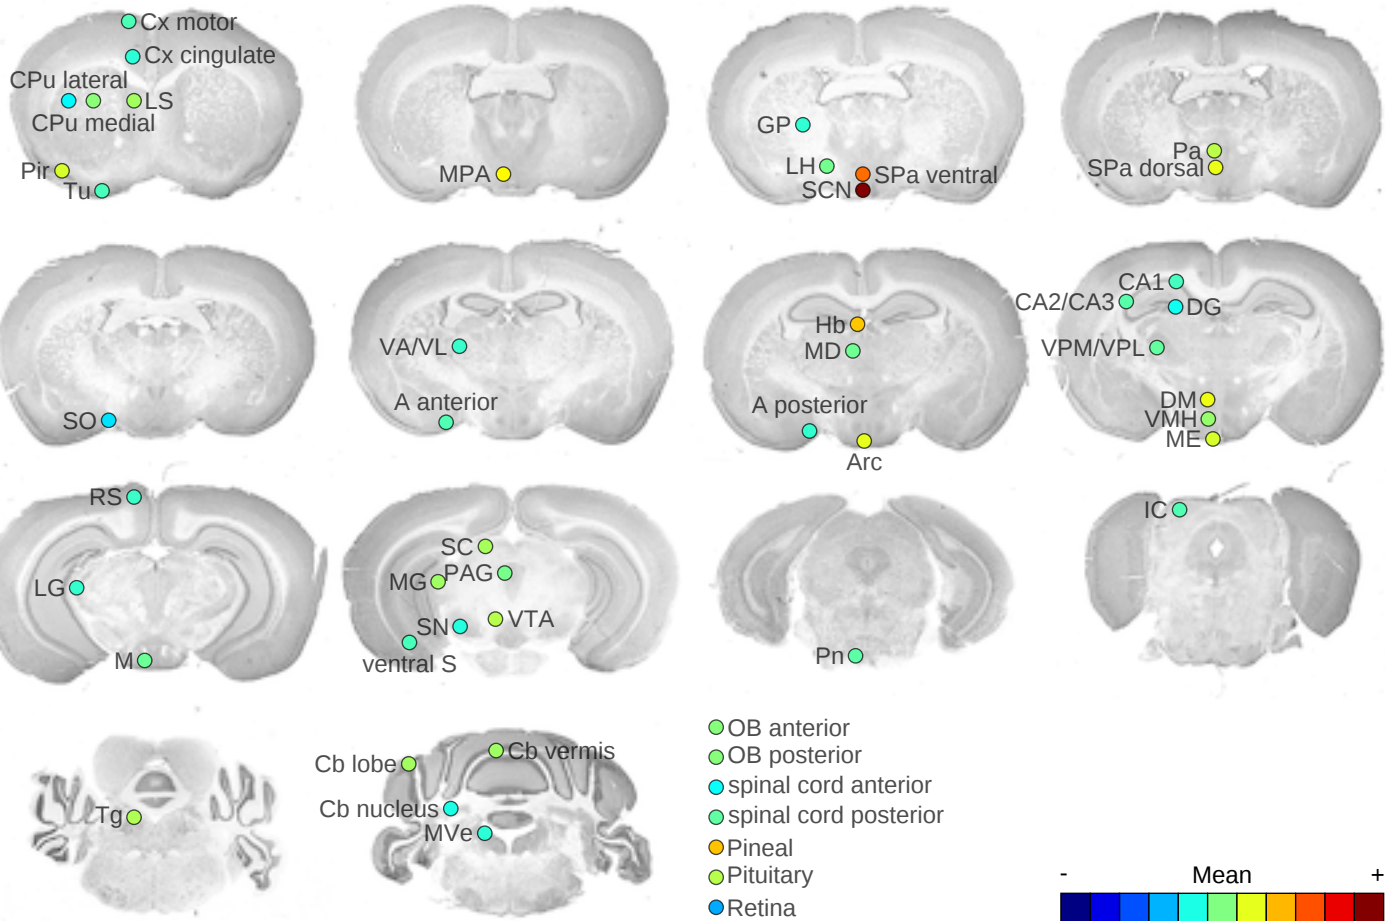 Cx motor
Cx cingulate
CPu lateral
LS
CPu medial
Pir
Tu
MPA
GP
LH
SPa ventral
SCN
Pa
SPa dorsal
SO
VA/VL
A anterior
Hb
MD
A posterior
Arc
CA1
CA2/CA3
DG
VPM/VPL
DM
VMH
ME
RS
LG
M
SC
PAG
MG
VTA
SN
ventral S
Pn
IC
Tg
Cb vermis
Cb lobe
Cb nucleus
MVe
OB anterior
OB posterior
spinal cord anterior
spinal cord posterior
Pineal
Pituitary
Retina
- Mean +